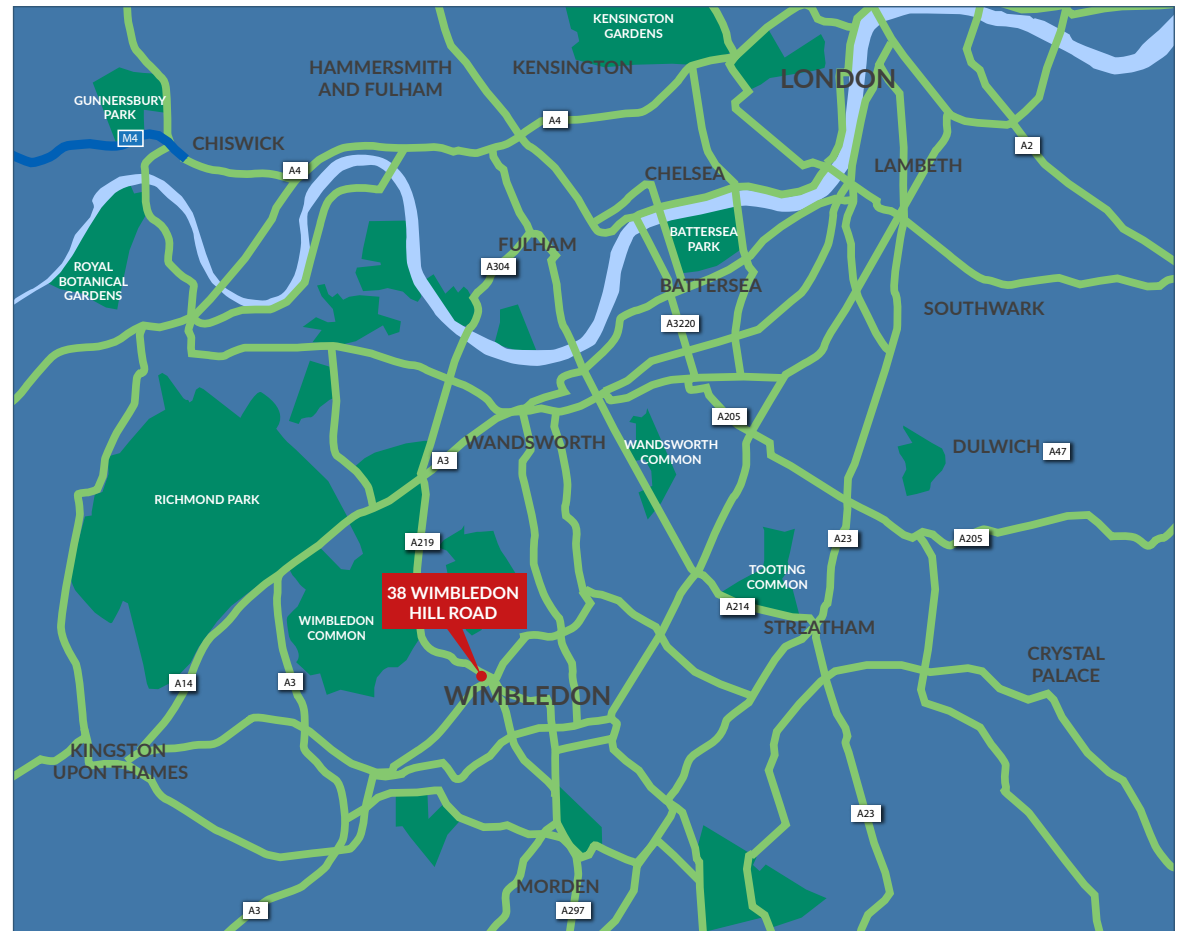 KENSINGTON
GARDENS
HAMMERSMITH
AND FULHAM
KENSINGTON
LONDON
GUNNERSBURY
PARK
M4
CHISWICK
A4
A4
A2
LAMBETH
CHELSEA
BATTERSEA
PARK
FULHAM
A304
ROYAL
BOTANICAL
GARDENS
BATTERSEA
SOUTHWARK
A3220
A205
WANDSWORTH
WANDSWORTH
COMMON
DULWICH
A47
A3
RICHMOND PARK
A219
A23
A205
TOOTING
COMMON
38 WIMBLEDON
HILL ROAD
A214
WIMBLEDON
COMMON
STREATHAM
CRYSTAL
PALACE
A14
A3
WIMBLEDON
KINGSTON
UPON THAMES
A23
MORDEN
A3
A297